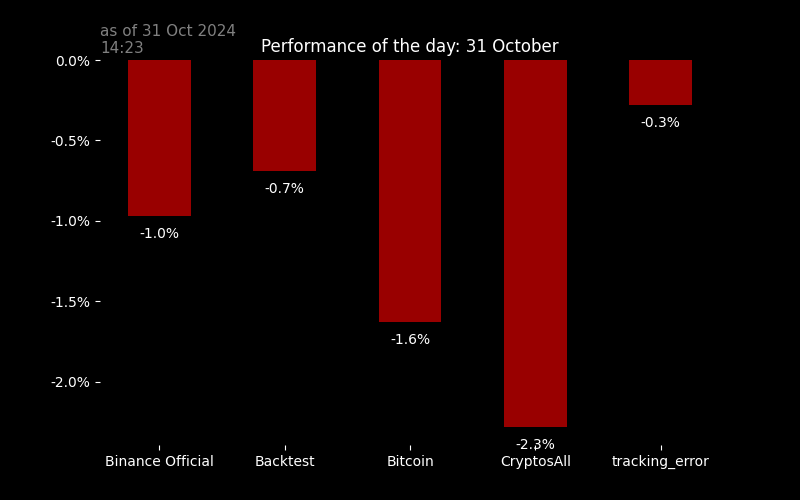 as of 31 Oct 2024
14:23
Performance of the day: 31 October
0.0%
-0.5%
-1.0%
-1.5%
-2.0%
-1.0%
-0.7%
-1.6%
-2.3%
-0.3%
Binance Official
Backtest
Bitcoin
CryptosAll
tracking_error